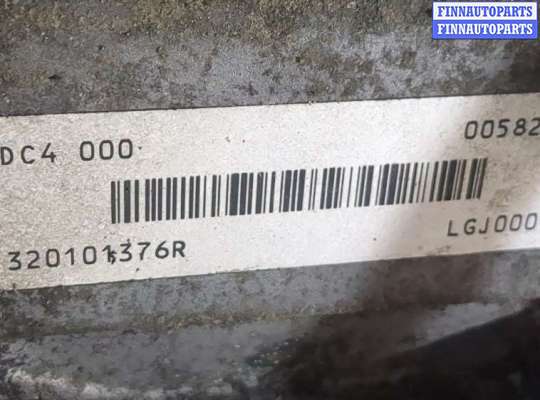 FINNAUTOPARTS
FINNAUTOPARTS
DC4 000
00582
320101376R
LGJ000